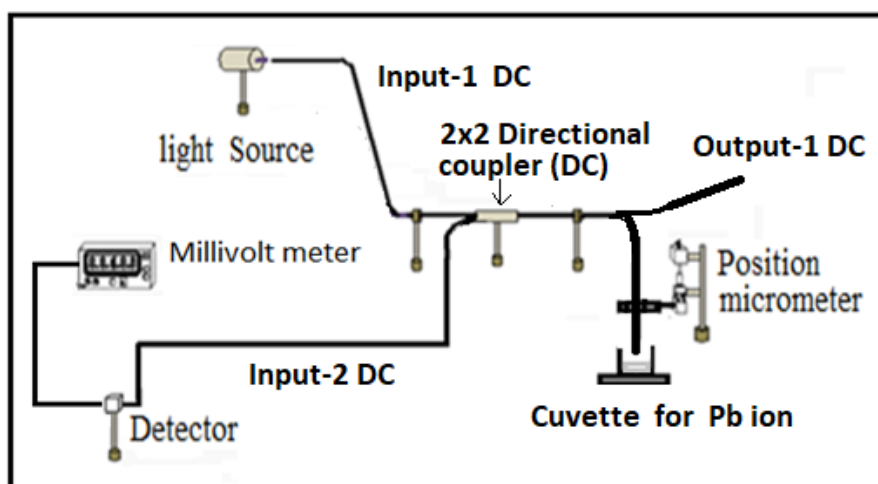 Input-1 DC
light Source
2x2 Directional
coupler (DC)
Output-1 DC
Millivolt meter
Position
micrometer
Input-2 DC
Detector
Cuvette for Pb ion